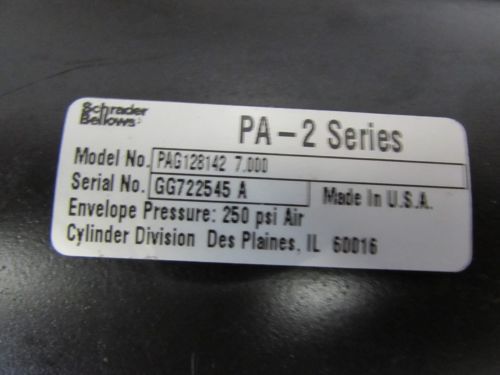 Schrader
Bellows
PA-2 Series
Model No. PAG128142 7.000
Serial No. GG722545 A Made In U.S.A.
Envelope Pressure: 250 psi Air
Cylinder Division Des Plaines, IL 60016